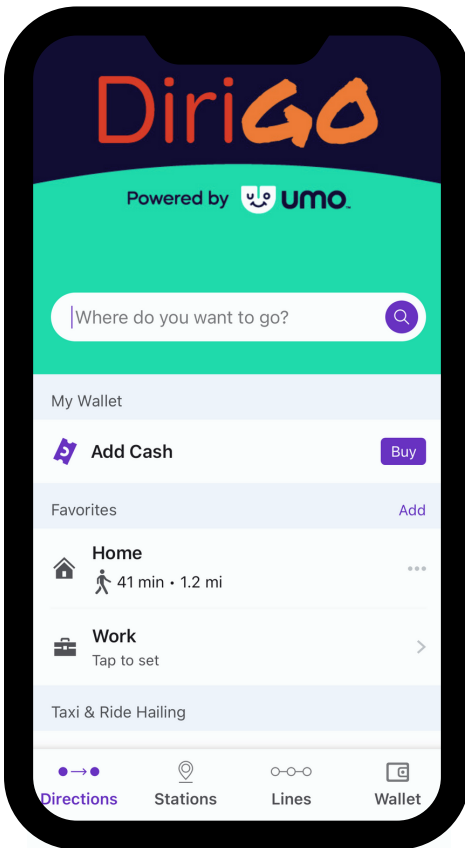 DiriGO
Powered by umo™
Where do you want to go?
My Wallet
Add Cash
Buy
Favorites
Add
Home
41 min • 1.2 mi
Work
Tap to set
Taxi & Ride Hailing
Directions
Stations
Lines
Wallet